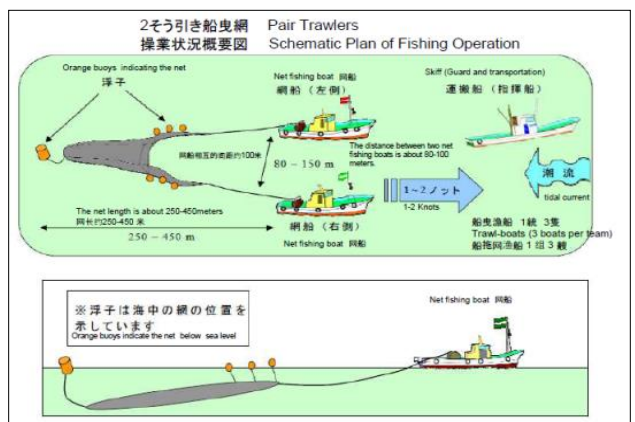 2そう引き船曳網 Pair Trawlers
操業状況概要図 Schematic Plan of Fishing Operation
Orange buoys indicating the net
浮子
Net fishing boat 网船
網船（左側）
Skiff (Guard and transportation)
運搬船（指揮船）
网船相互的间距约100米
80－150 m
The distance between two net
fishing boats is about 80-100
meters.
1～2ノット
1-2 Knots
潮流
tidal current
The net length is about 250-450meters
网长约250-450 米
250－450 m
網船（右側）
Net fishing boat 网船
船曳漁船 1統 3隻
Trawl-boats (3 boats per team)
船拖网渔船 1 组 3 艘
※浮子は海中の網の位置を
示しています
Orange buoys indicate the net below sea level
Net fishing boat 网船